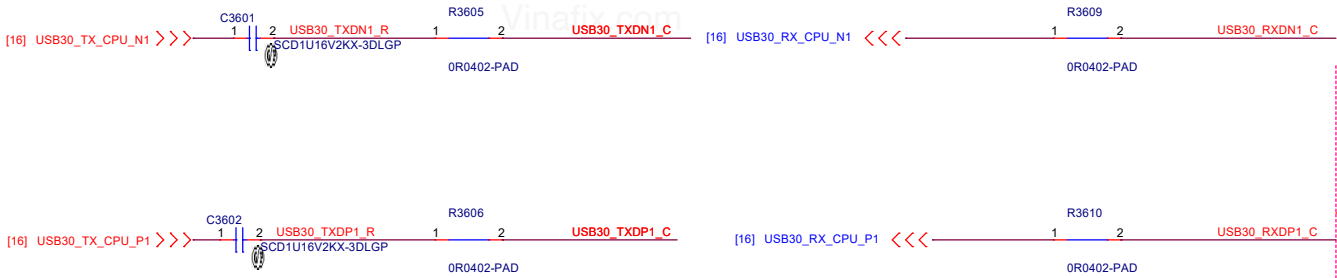 Vinafix.com
C3601
R3605
R3609
[16] USB30_TX_CPU_N1
1
2
USB30_TXDN1_R
1
2
USB30_TXDN1_C
[16] USB30_RX_CPU_N1
1
2
USB30_RXDN1_C
SCD1U16V2KX-3DLGP
0R0402-PAD
0R0402-PAD
C3602
R3606
R3610
[16] USB30_TX_CPU_P1
1
2
USB30_TXDP1_R
1
2
USB30_TXDP1_C
[16] USB30_RX_CPU_P1
1
2
USB30_RXDP1_C
SCD1U16V2KX-3DLGP
0R0402-PAD
0R0402-PAD